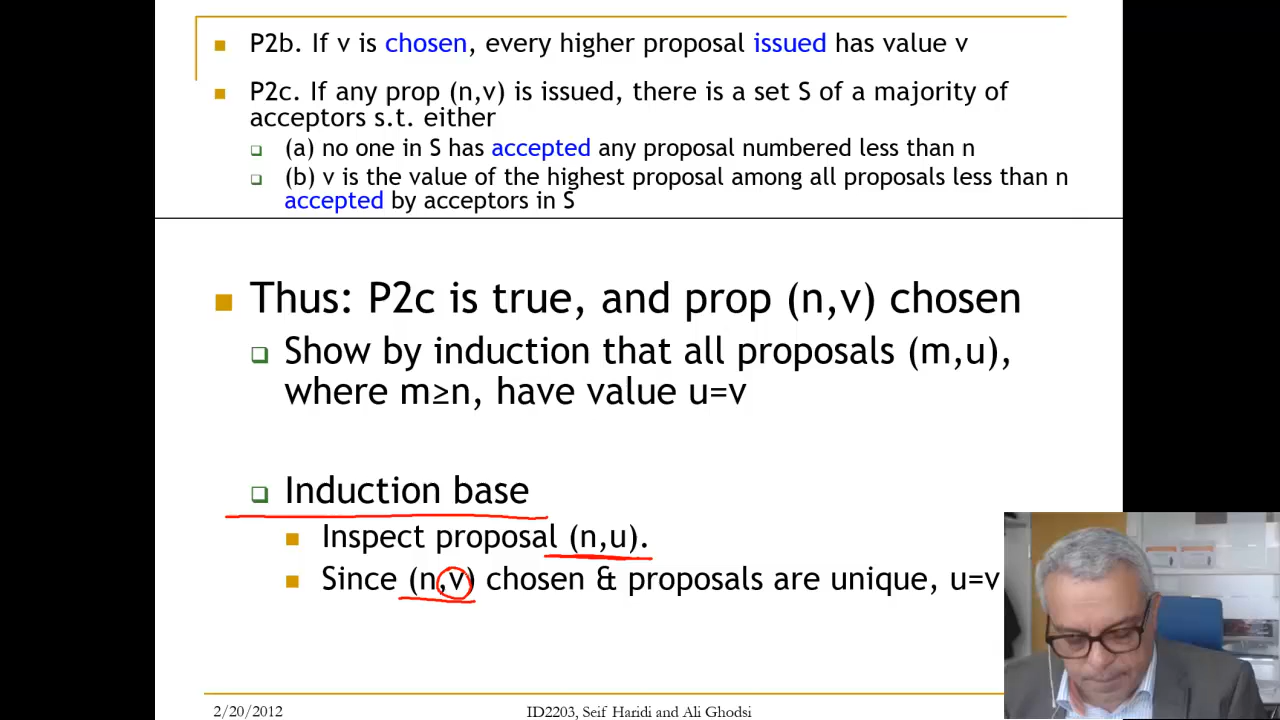 P2b. If v is chosen, every higher proposal issued has value v
P2c. If any prop (n,v) is issued, there is a set S of a majority of
acceptors s.t. either
(a) no one in S has accepted any proposal numbered less than n
(b) v is the value of the highest proposal among all proposals less than n
accepted by acceptors in S
Thus: P2c is true, and prop (n,v) chosen
Show by induction that all proposals (m,u),
where m≥n, have value u=v
Induction base
Inspect proposal (n,u).
Since (n,v) chosen & proposals are unique, u=v
2/20/2012
ID2203, Seif Haridi and Ali Ghodsi